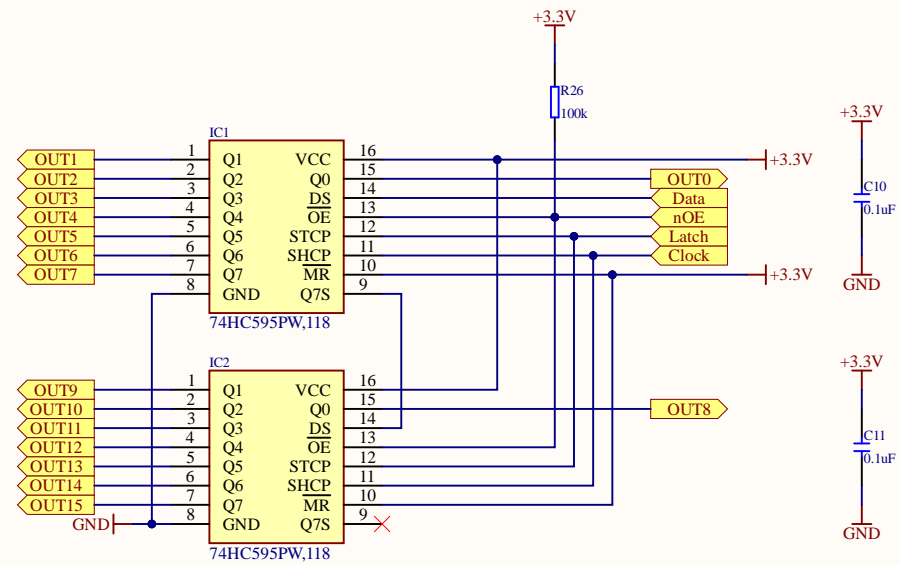 +3.3V
R26
100k
+3.3V
IC1
OUT1 1 Q1 VCC 16 +3.3V
OUT2 2 Q2 Q0 15 OUT0
OUT3 3 Q3 DS 14 Data
OUT4 4 Q4 OE 13 nOE
OUT5 5 Q5 STCP 12 Latch
OUT6 6 Q6 SHCP 11 Clock
OUT7 7 Q7 MR 10 +3.3V
8 GND Q7S 9
74HC595PW,118
C10
0.1uF
GND
IC2
OUT9 1 Q1 VCC 16
OUT10 2 Q2 Q0 15 OUT8
OUT11 3 Q3 DS 14
OUT12 4 Q4 OE 13
OUT13 5 Q5 STCP 12
OUT14 6 Q6 SHCP 11
OUT15 7 Q7 MR 10
GND 8 GND Q7S 9
74HC595PW,118
+3.3V
C11
0.1uF
GND